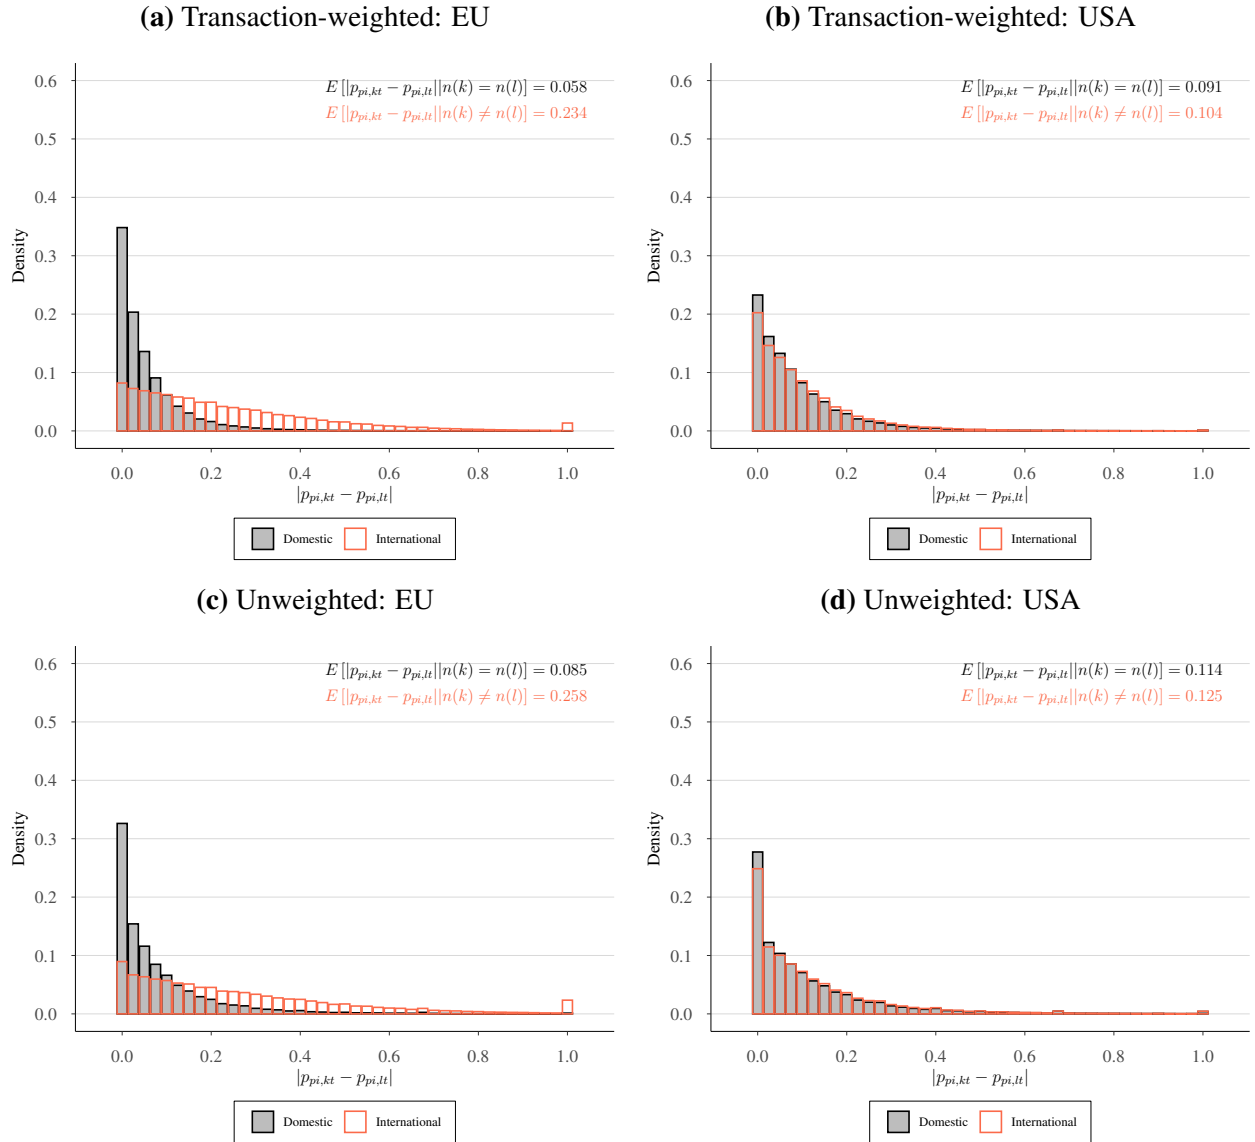 (a) Transaction-weighted: EU
E [|p_{pi,kt} − p_{pi,lt}||n(k) = n(l)] = 0.058
E [|p_{pi,kt} − p_{pi,lt}||n(k) ≠ n(l)] = 0.234
0.6
0.5
0.4
0.3
0.2
0.1
0.0
Density
0.0 0.2 0.4 0.6 0.8 1.0
|p_{pi,kt} − p_{pi,lt}|
Domestic International
(b) Transaction-weighted: USA
E [|p_{pi,kt} − p_{pi,lt}||n(k) = n(l)] = 0.091
E [|p_{pi,kt} − p_{pi,lt}||n(k) ≠ n(l)] = 0.104
0.6
0.5
0.4
0.3
0.2
0.1
0.0
Density
0.0 0.2 0.4 0.6 0.8 1.0
|p_{pi,kt} − p_{pi,lt}|
Domestic International
(c) Unweighted: EU
E [|p_{pi,kt} − p_{pi,lt}||n(k) = n(l)] = 0.085
E [|p_{pi,kt} − p_{pi,lt}||n(k) ≠ n(l)] = 0.258
0.6
0.5
0.4
0.3
0.2
0.1
0.0
Density
0.0 0.2 0.4 0.6 0.8 1.0
|p_{pi,kt} − p_{pi,lt}|
Domestic International
(d) Unweighted: USA
E [|p_{pi,kt} − p_{pi,lt}||n(k) = n(l)] = 0.114
E [|p_{pi,kt} − p_{pi,lt}||n(k) ≠ n(l)] = 0.125
0.6
0.5
0.4
0.3
0.2
0.1
0.0
Density
0.0 0.2 0.4 0.6 0.8 1.0
|p_{pi,kt} − p_{pi,lt}|
Domestic International